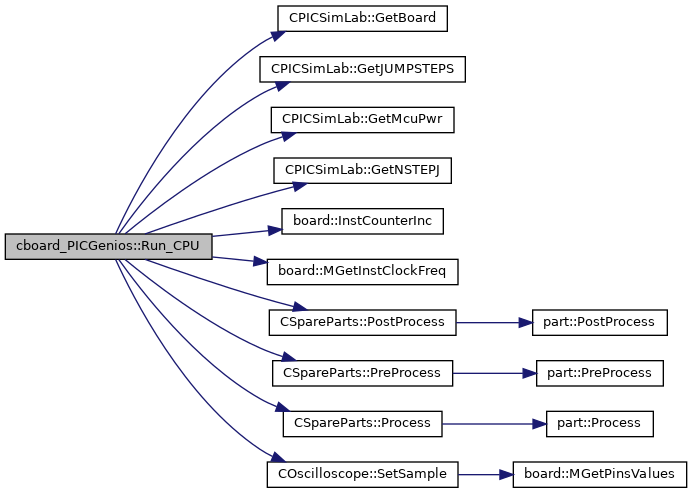 cboard_PICGenios::Run_CPU
CPICSimLab::GetBoard
CPICSimLab::GetJUMPSTEPS
CPICSimLab::GetMcuPwr
CPICSimLab::GetNSTEPJ
board::InstCounterInc
board::MGetInstClockFreq
CSpareParts::PostProcess
part::PostProcess
CSpareParts::PreProcess
part::PreProcess
CSpareParts::Process
part::Process
COscilloscope::SetSample
board::MGetPinsValues